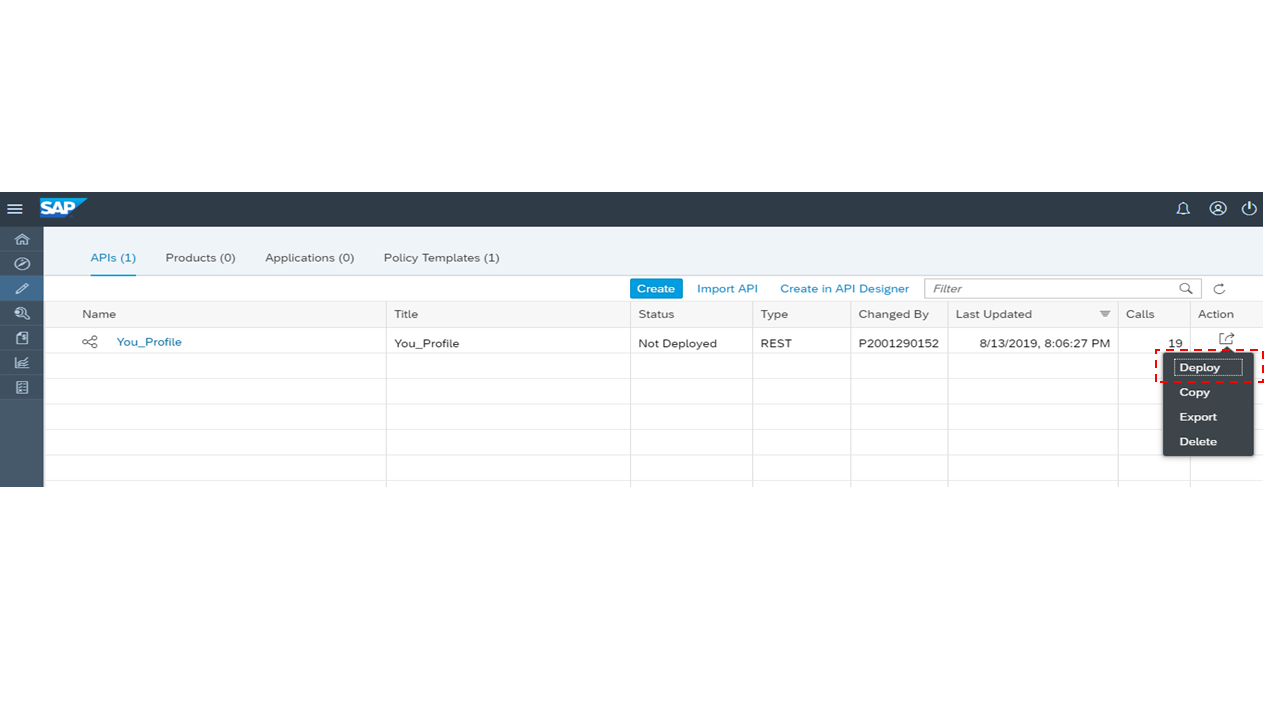 SAP
APIs (1) Products (0) Applications (0) Policy Templates (1)
Create Import API Create in API Designer Filter
Name Title Status Type Changed By Last Updated Calls Action
You_Profile You_Profile Not Deployed REST P2001290152 8/13/2019, 8:06:27 PM 19
Deploy
Copy
Export
Delete